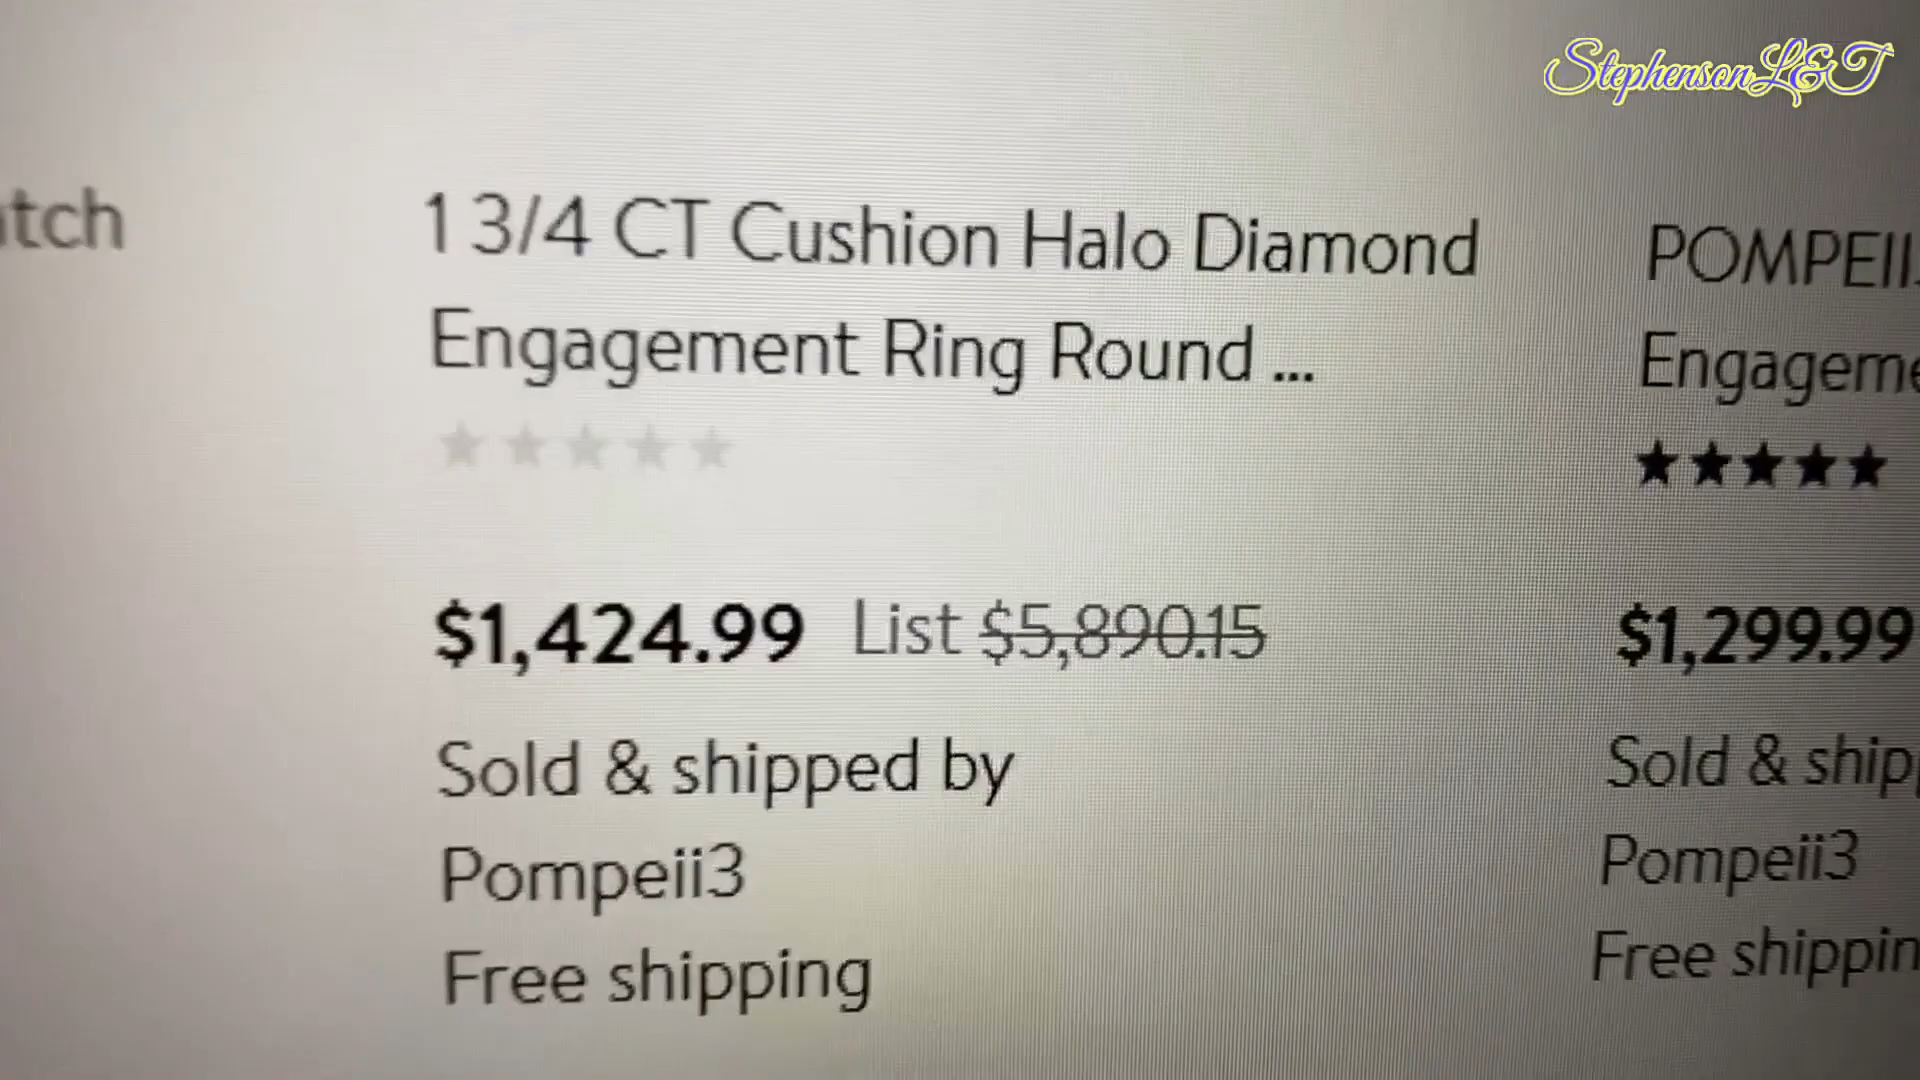 StephensonL&T
tch
1 3/4 CT Cushion Halo Diamond
Engagement Ring Round ...
$1,424.99 List $5,890.15
Sold & shipped by
Pompeii3
Free shipping
POMPEII
Engageme
$1,299.99
Sold & ship
Pompeii3
Free shippin